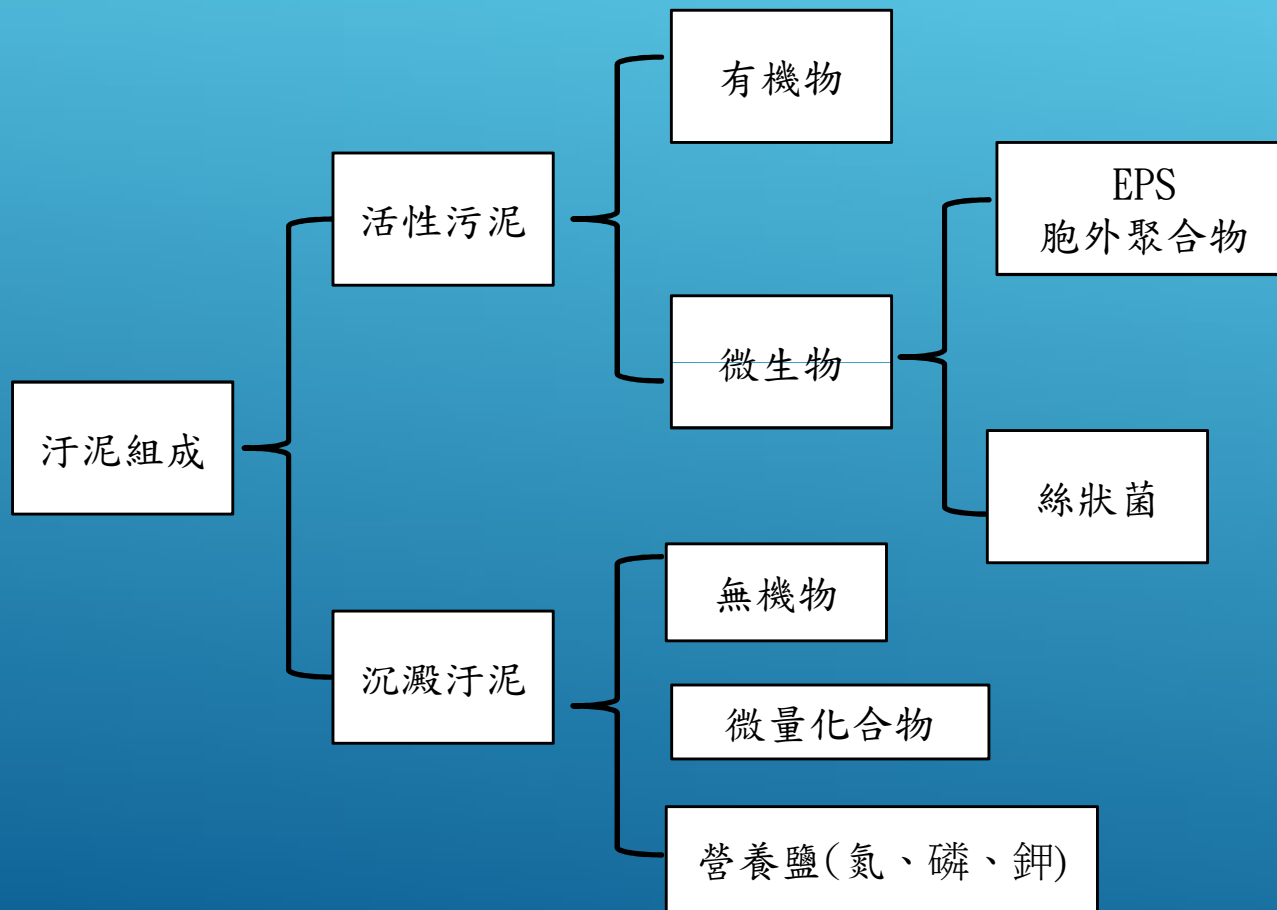 汙泥組成
活性污泥
有機物
微生物
EPS
胞外聚合物
絲狀菌
沉澱汙泥
無機物
微量化合物
營養鹽(氮、磷、鉀)